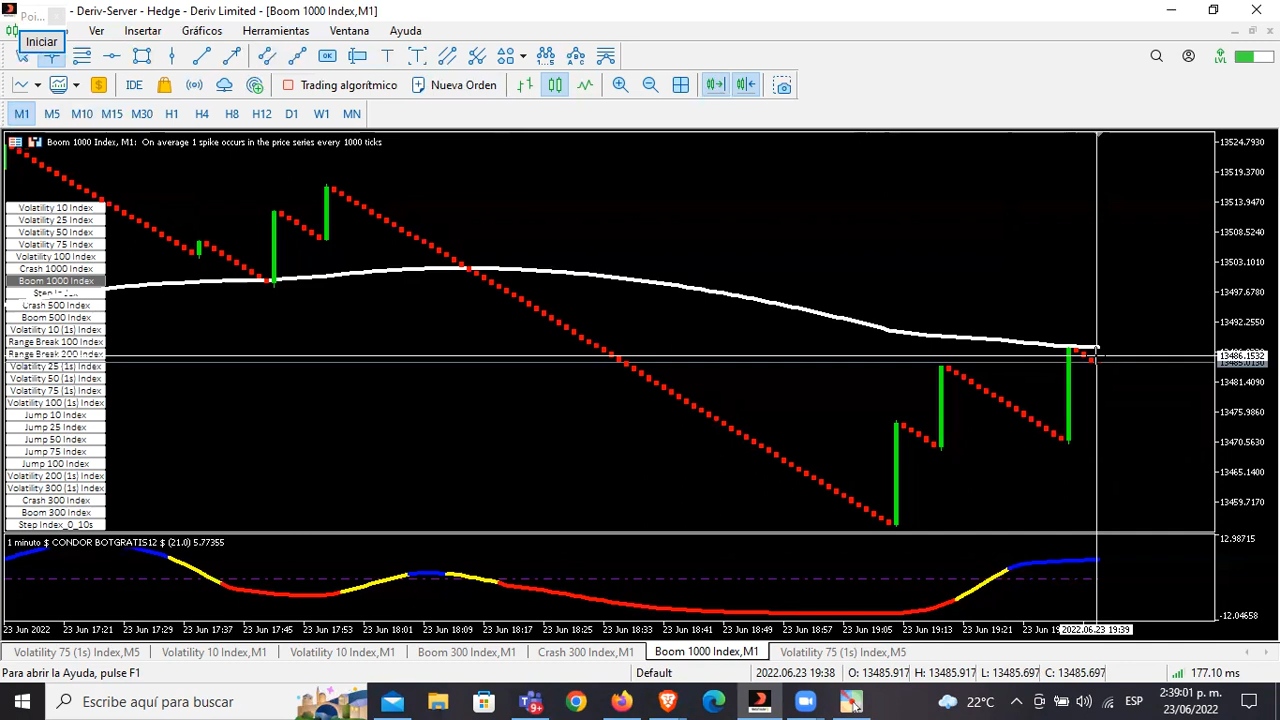 Poi...
- Deriv-Server - Hedge - Deriv Limited - [Boom 1000 Index,M1]
Iniciar
Ver Insertar Gráficos Herramientas Ventana Ayuda
IDE Trading algorítmico Nueva Orden
LVL
M1 M5 M10 M15 M30 H1 H4 H8 H12 D1 W1 MN
Boom 1000 Index, M1: On average 1 spike occurs in the price series every 1000 ticks
Volatility 10 Index
Volatility 25 Index
Volatility 50 Index
Volatility 75 Index
Volatility 100 Index
Crash 1000 Index
Boom 1000 Index
Crash 500 Index
Boom 500 Index
Volatility 10 (1s) Index
Range Break 100 Index
Range Break 200 Index
Volatility 25 (1s) Index
Volatility 50 (1s) Index
Volatility 75 (1s) Index
Volatility 100 (1s) Index
Jump 10 Index
Jump 25 Index
Jump 50 Index
Jump 75 Index
Jump 100 Index
Volatility 200 (1s) Index
Volatility 300 (1s) Index
Crash 300 Index
Boom 300 Index
Step Index_0_10s
13524.7930
13519.3700
13513.9470
13508.5240
13503.1010
13497.6780
13492.2550
13486.1532
13481.4090
13475.9860
13470.5630
13465.1400
13459.7170
1 minuto $ CONDOR BOTGRATIS12 $ (21.0) 5.77355
12.98715
-12.04658
23 Jun 2022 23 Jun 17:21 23 Jun 17:29 23 Jun 17:37 23 Jun 17:45 23 Jun 17:53 23 Jun 18:01 23 Jun 18:09 23 Jun 18:17 23 Jun 18:25 23 Jun 18:33 23 Jun 18:41 23 Jun 18:49 23 Jun 18:57 23 Jun 19:05 23 Jun 19:13 23 Jun 19:21 23 Jun 2022.06.23 19:39
Volatility 75 (1s) Index,M5 Volatility 10 Index,M1 Volatility 10 Index,M1 Boom 300 Index,M1 Crash 300 Index,M1 Boom 1000 Index,M1 Volatility 75 (1s) Index,M5
Para abrir la Ayuda, pulse F1 Default 2022.06.23 19:38 O: 13485.917 H: 13485.917 L: 13485.697 C: 13485.697 177.10 ms
Escribe aquí para buscar 9+ 22°C ESP 2:39:01 p. m.
23/06/2022